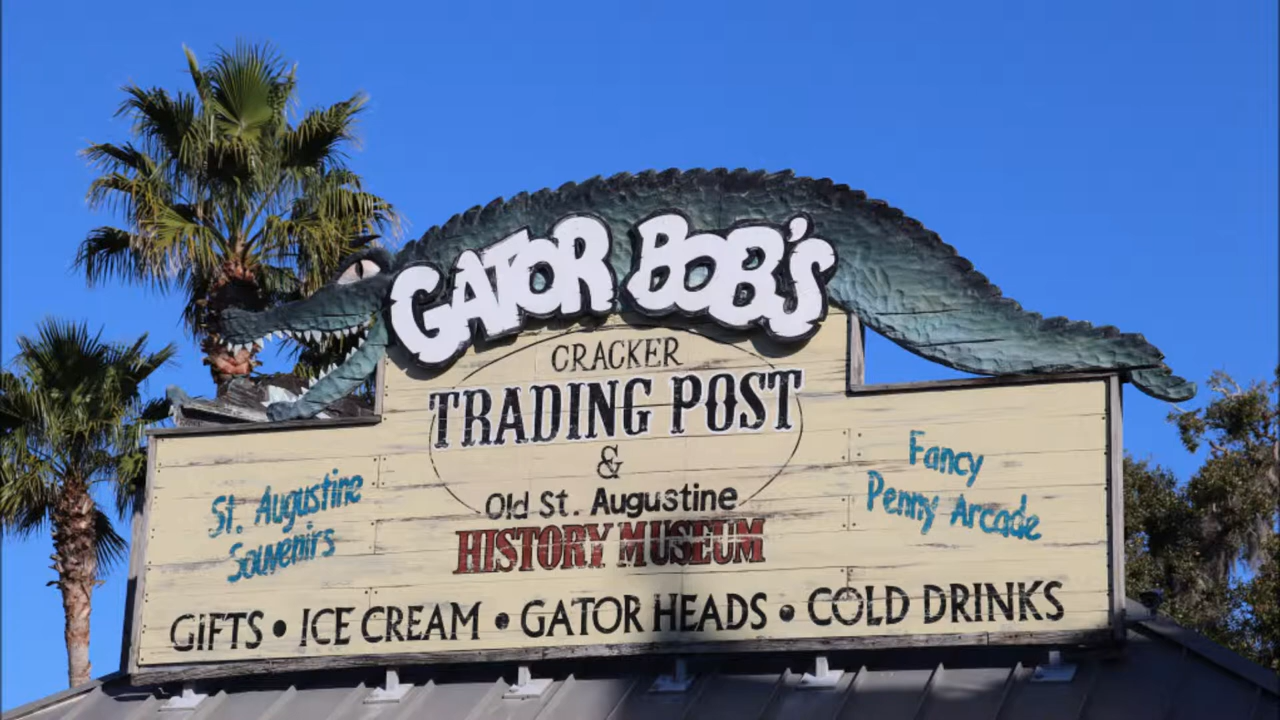 GATOR BOB'S
CRACKER
TRADING POST
&
Old St. Augustine
HISTORY MUSEUM
St. Augustine
Souvenirs
Fancy
Penny Arcade
GIFTS • ICE CREAM • GATOR HEADS • COLD DRINKS